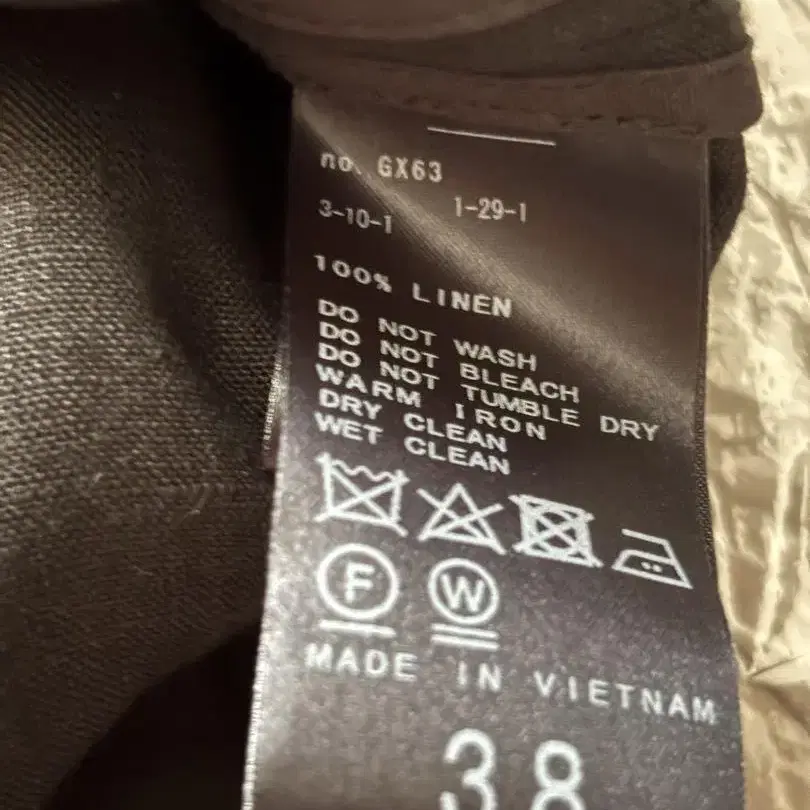 no. GX63
3-10-1 1-29-1
100% LINEN
DO NOT WASH
DO NOT BLEACH
DO NOT TUMBLE DRY
WARM IRON
DRY CLEAN
WET CLEAN
F W
MADE IN VIETNAM
38